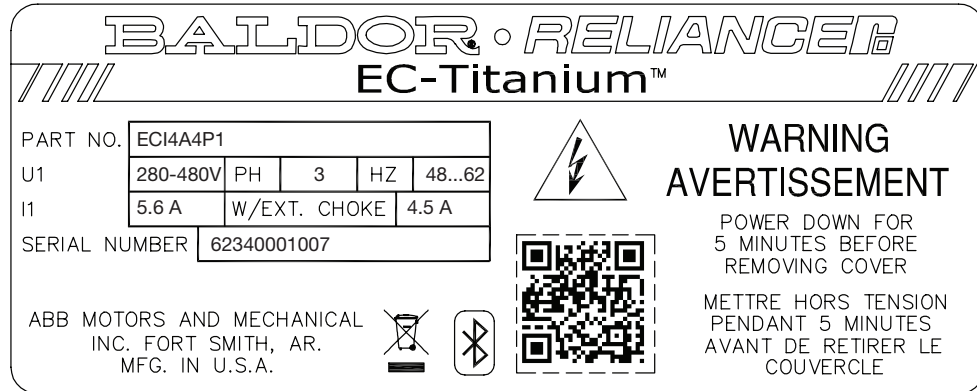 BALDOR • RELIANCE
EC-Titanium™
PART NO. ECI4A4P1
U1 280-480V PH 3 HZ 48...62
I1 5.6 A W/EXT. CHOKE 4.5 A
SERIAL NUMBER 62340001007
ABB MOTORS AND MECHANICAL
INC. FORT SMITH, AR.
MFG. IN U.S.A.
WARNING
AVERTISSEMENT
POWER DOWN FOR
5 MINUTES BEFORE
REMOVING COVER
METTRE HORS TENSION
PENDANT 5 MINUTES
AVANT DE RETIRER LE
COUVERCLE